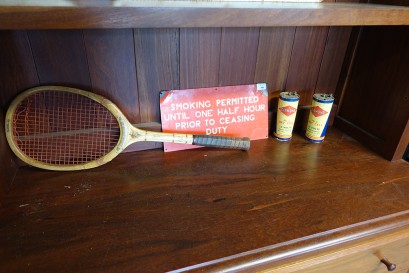 SMOKING PERMITTED
UNTIL ONE HALF HOUR
PRIOR TO CEASING
DUTY